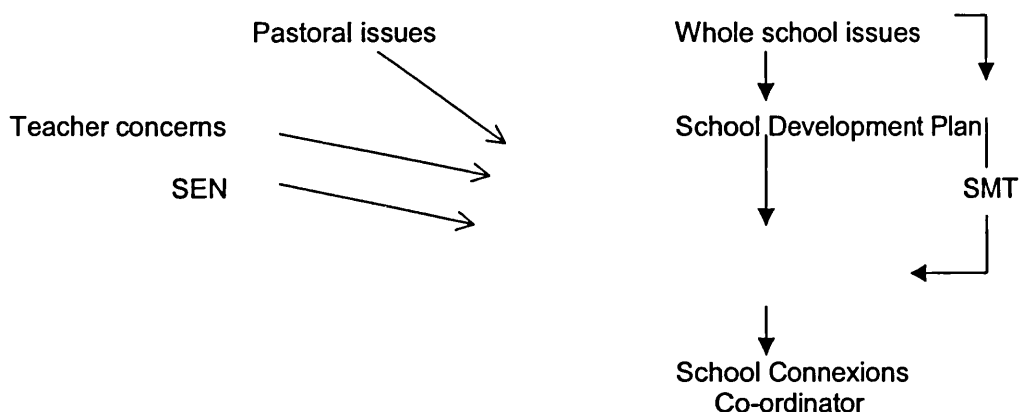 Pastoral issues
Whole school issues
Teacher concerns
School Development Plan
SEN
SMT
School Connexions
Co-ordinator